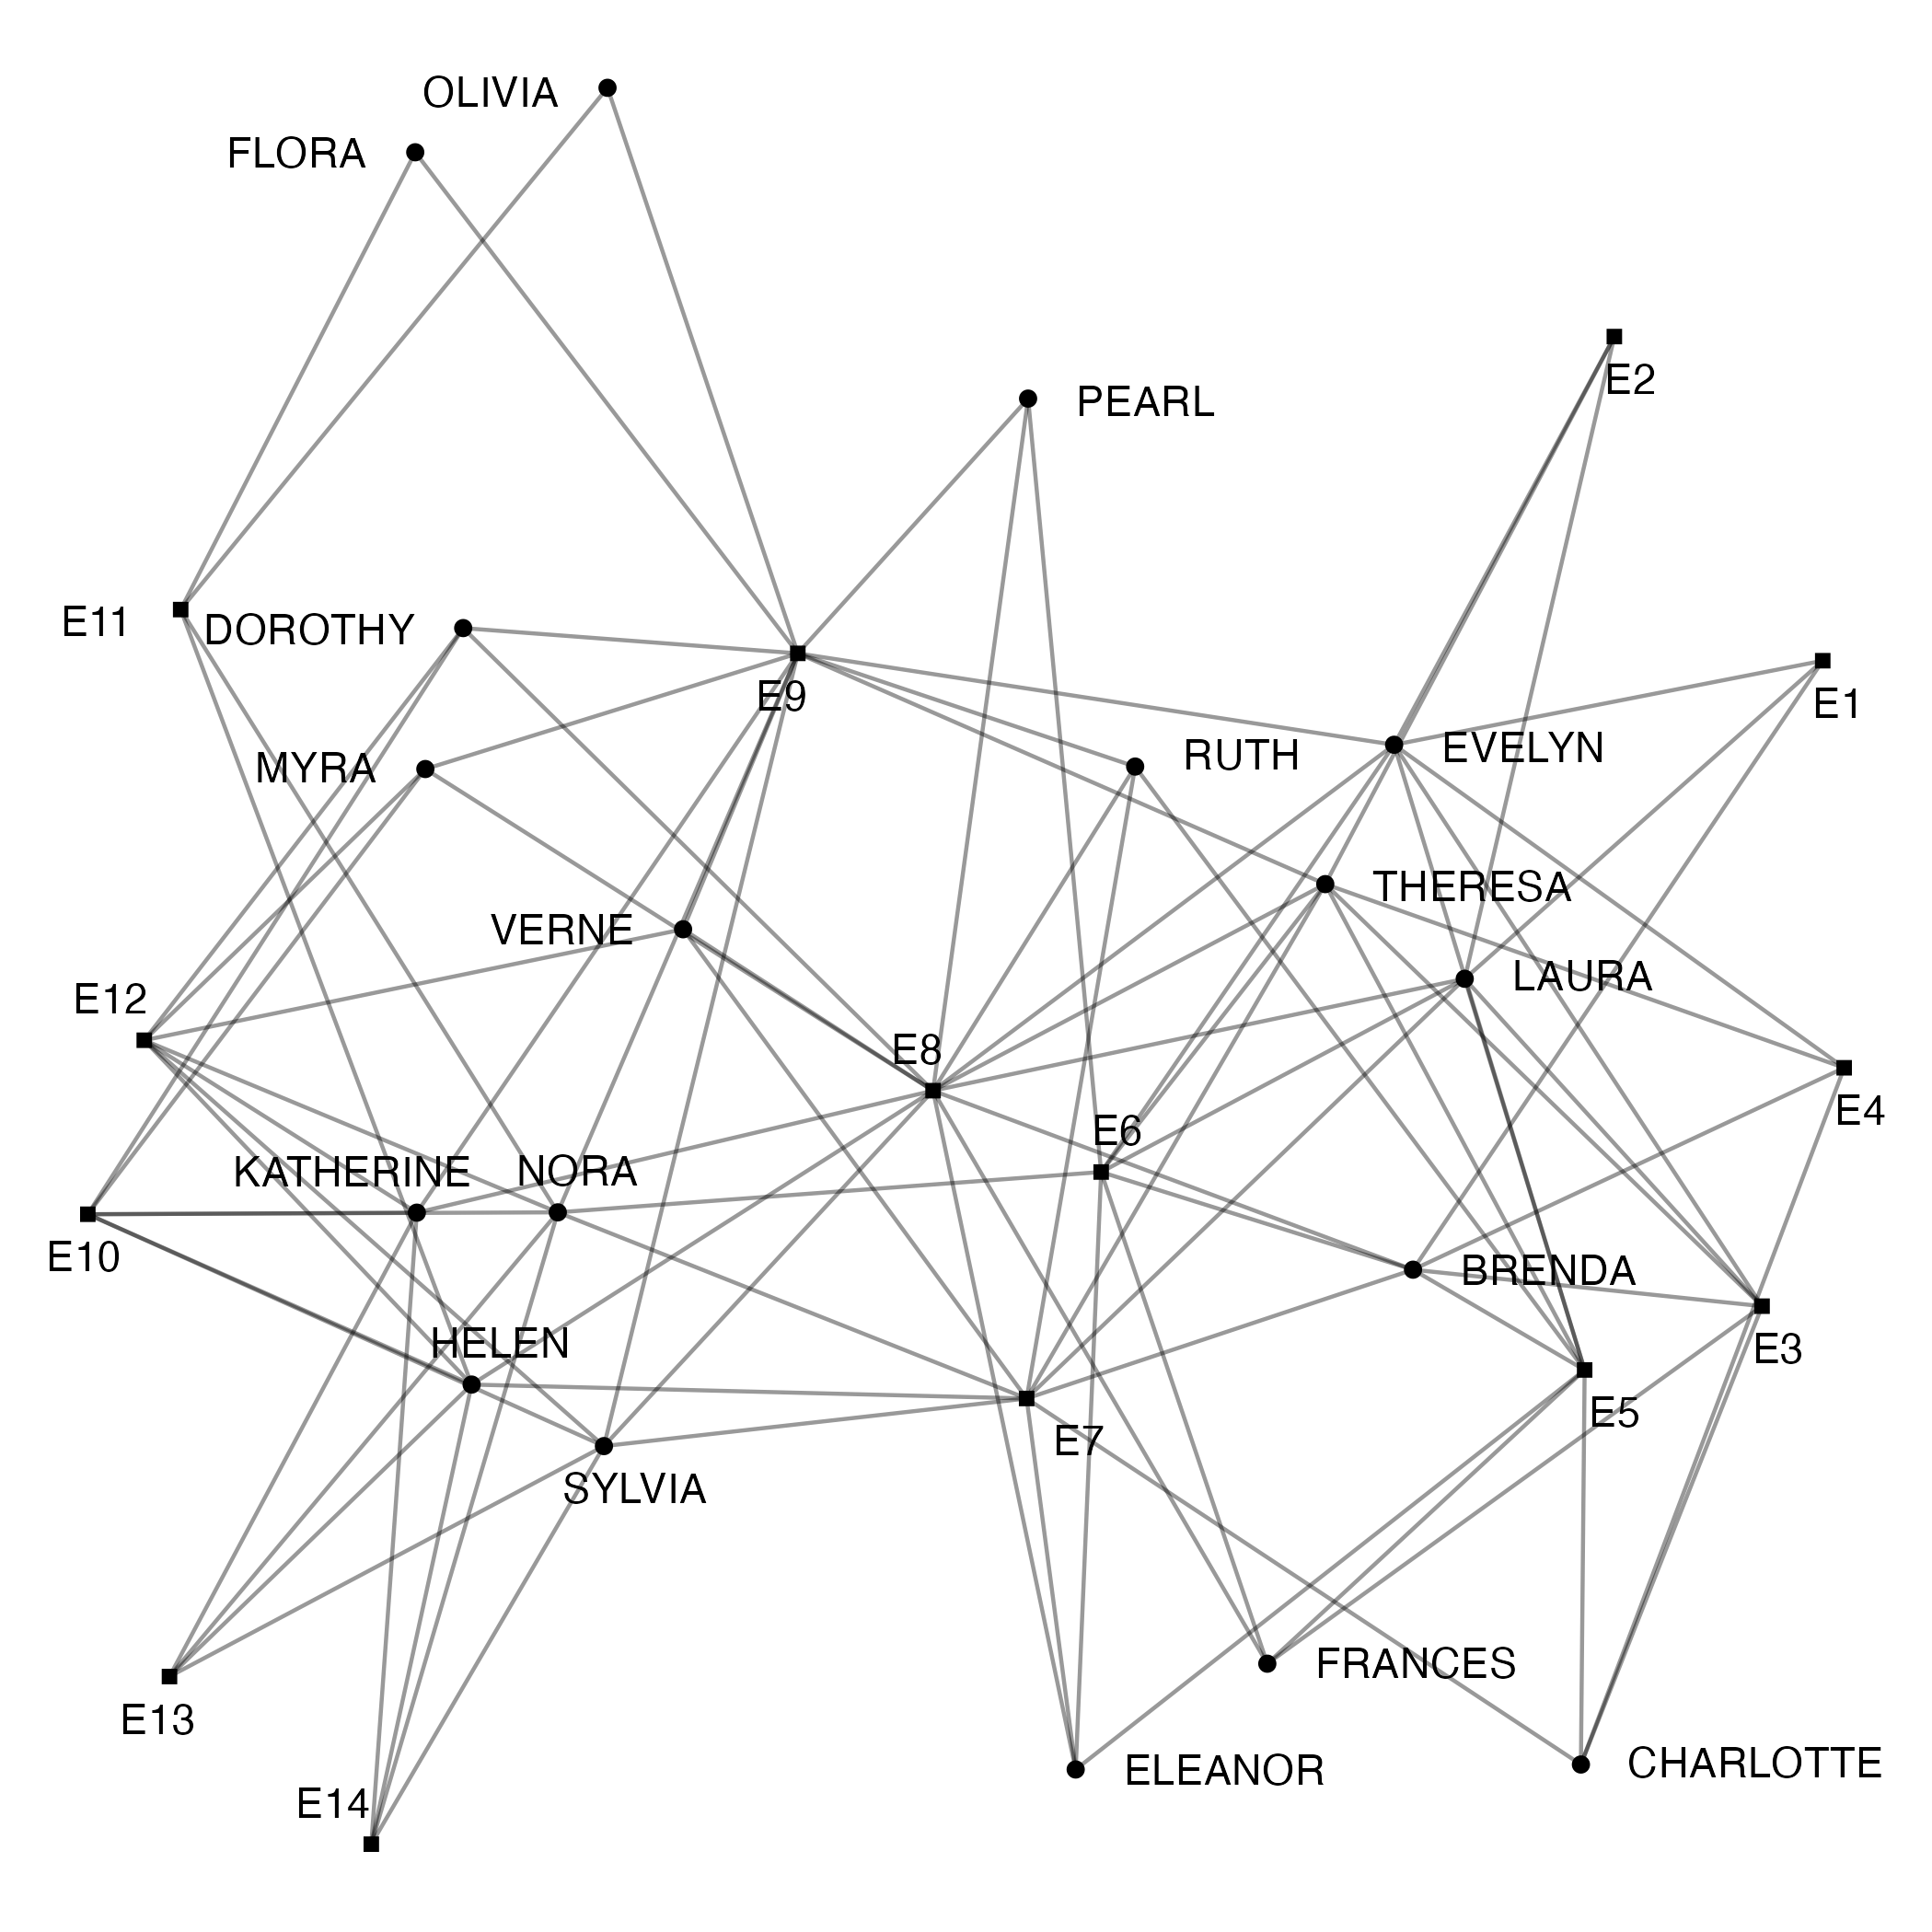 OLIVIA
FLORA
E2
PEARL
E11
DOROTHY
E9
E1
MYRA
RUTH
EVELYN
THERESA
VERNE
LAURA
E12
E8
E4
E6
KATHERINE
NORA
E10
BRENDA
HELEN
E3
E5
E7
SYLVIA
FRANCES
E13
CHARLOTTE
ELEANOR
E14